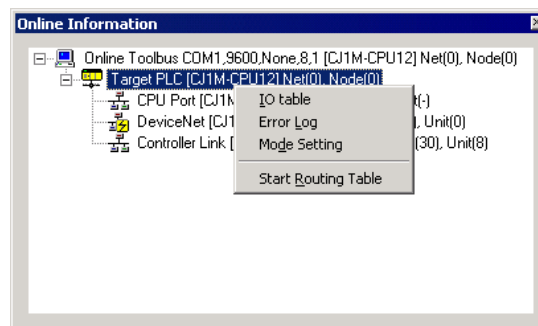 Online Information
Online Toolbus COM1,9600,None,8,1 [CJ1M-CPU12] Net(0), Node(0)
Target PLC [CJ1M-CPU12] Net(0), Node(0)
CPU Port [CJ1M t(-)
IO table
DeviceNet [CJ1 , Unit(0)
Error Log
Controller Link [ (30), Unit(8)
Mode Setting
Start Routing Table